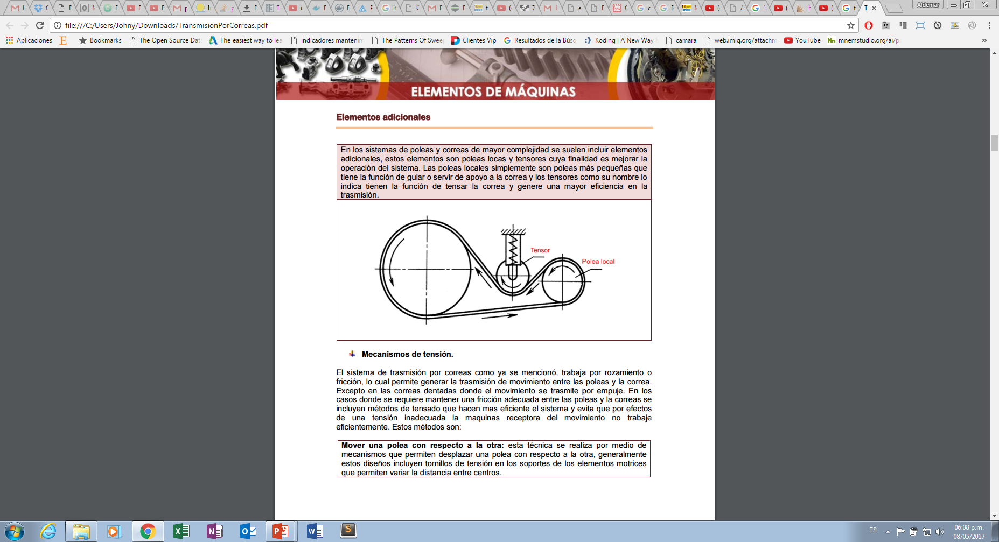 Aldemar
file:///C:/Users/Johny/Downloads/TransmisionPorCorreas.pdf
Aplicaciones Bookmarks The Open Source Dat The easiest way to lea indicadores mantenim The Patterns Of Swee Clientes Vip Resultados de la Búsq Koding | A New Way camara web.imiq.org/attachm YouTube mnemstudio.org/ai/p »
ELEMENTOS DE MÁQUINAS
Elementos adicionales
En los sistemas de poleas y correas de mayor complejidad se suelen incluir elementos
adicionales, estos elementos son poleas locas y tensores cuya finalidad es mejorar la
operación del sistema. Las poleas locales simplemente son poleas más pequeñas que
tiene la función de guiar o servir de apoyo a la correa y los tensores como su nombre lo
indica tienen la función de tensar la correa y genere una mayor eficiencia en la
trasmisión.
Tensor
Polea local
Mecanismos de tensión.
El sistema de trasmisión por correas como ya se mencionó, trabaja por rozamiento o
fricción, lo cual permite generar la trasmisión de movimiento entre las poleas y la correa.
Excepto en las correas dentadas donde el movimiento se trasmite por empuje. En los
casos donde se requiere mantener una fricción adecuada entre las poleas y la correas se
incluyen métodos de tensado que hacen mas eficiente el sistema y evita que por efectos
de una tensión inadecuada la maquinas receptora del movimiento no trabaje
eficientemente. Estos métodos son:
Mover una polea con respecto a la otra: esta técnica se realiza por medio de
mecanismos que permiten desplazar una polea con respecto a la otra, generalmente
estos diseños incluyen tornillos de tensión en los soportes de los elementos motrices
que permiten variar la distancia entre centros.
ES
06:08 p.m.
08/05/2017